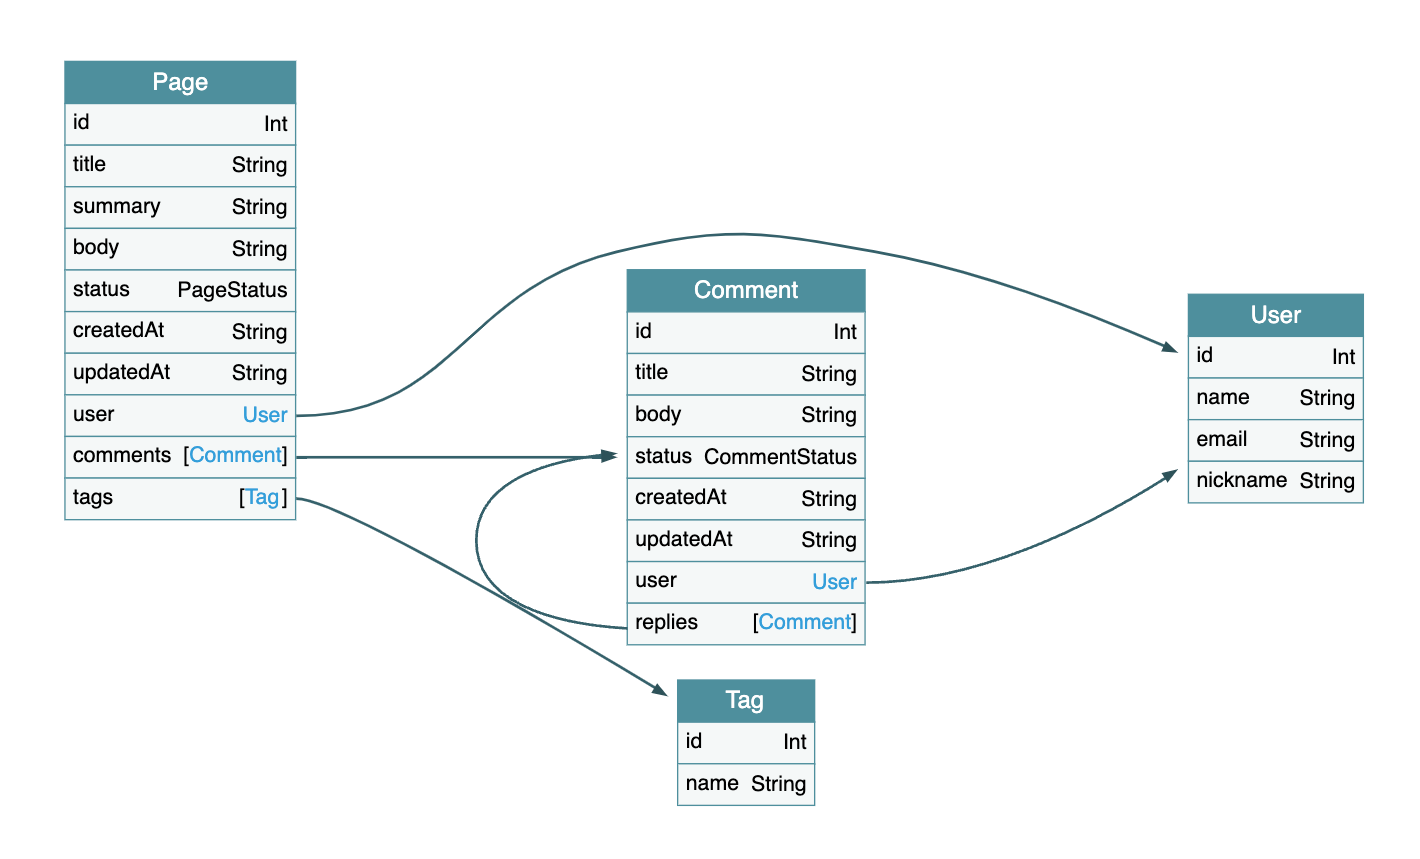 Page
id Int
title String
summary String
body String
status PageStatus
createdAt String
updatedAt String
user User
comments [Comment]
tags [Tag]
Comment
id Int
title String
body String
status CommentStatus
createdAt String
updatedAt String
user User
replies [Comment]
User
id Int
name String
email String
nickname String
Tag
id Int
name String